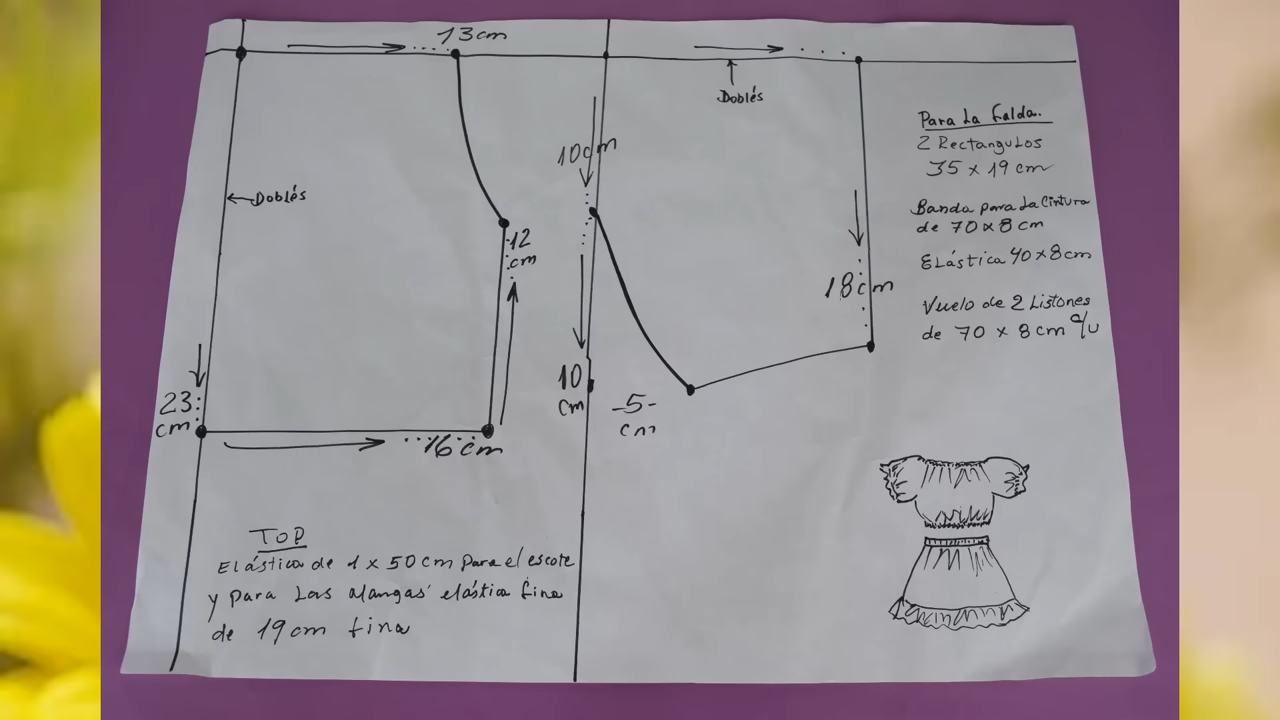 13cm
Doblés
10cm
Doblés
12
cm
18cm
23
cm
16cm
10
cm
-5-
cm
Para La falda.
2 Rectangulos
35 x 19 cm
Banda para La Cintura
de 70 x 8 cm
Elástica 40 x 8cm
Vuelo de 2 Listones
de 70 x 8 cm c/u
TOP
Elástica de 1 x 50 cm para el escote
y para Las mangas elástica fina
de 19 cm fina